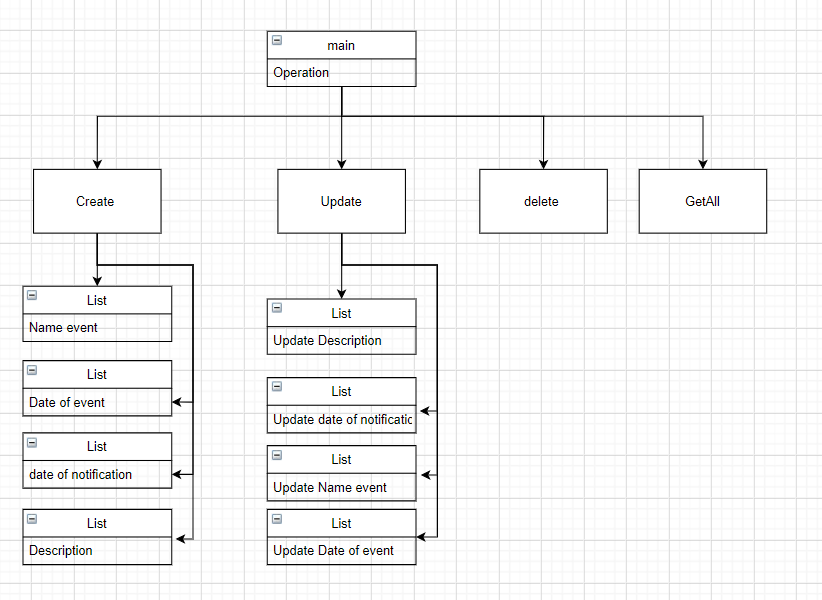 main
Operation
Create
Update
delete
GetAll
List
Name event
List
Date of event
List
date of notification
List
Description
List
Update Description
List
Update date of notificatic
List
Update Name event
List
Update Date of event